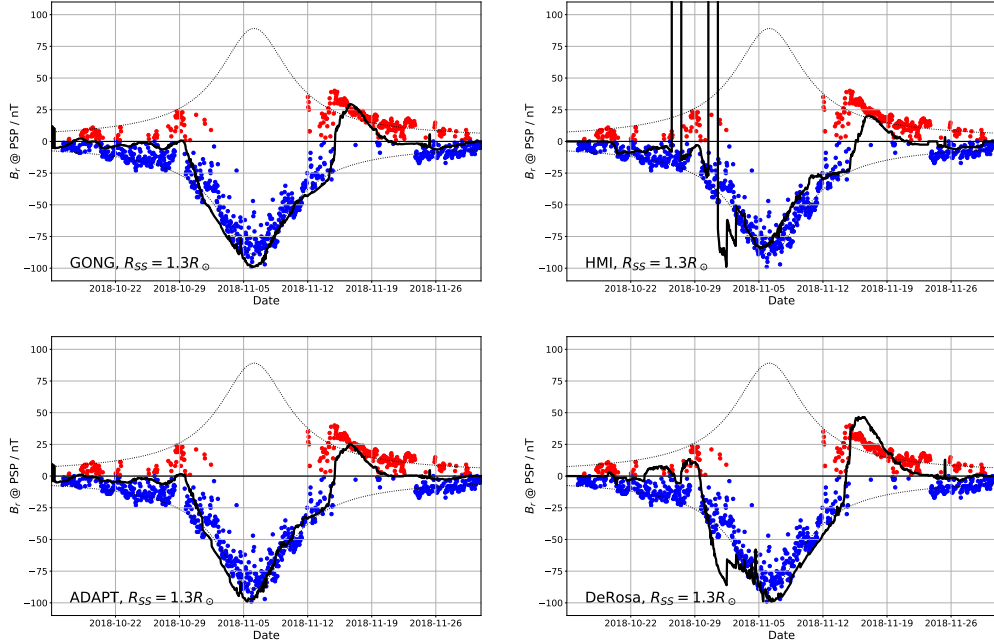 100
75
50
25
0
−25
−50
−75
−100
B_r @ PSP / nT
GONG, R_SS = 1.3R_⊙
2018-10-22 2018-10-29 2018-11-05 2018-11-12 2018-11-19 2018-11-26
Date
100
75
50
25
0
−25
−50
−75
−100
B_r @ PSP / nT
HMI, R_SS = 1.3R_⊙
2018-10-22 2018-10-29 2018-11-05 2018-11-12 2018-11-19 2018-11-26
Date
100
75
50
25
0
−25
−50
−75
−100
B_r @ PSP / nT
ADAPT, R_SS = 1.3R_⊙
2018-10-22 2018-10-29 2018-11-05 2018-11-12 2018-11-19 2018-11-26
Date
100
75
50
25
0
−25
−50
−75
−100
B_r @ PSP / nT
DeRosa, R_SS = 1.3R_⊙
2018-10-22 2018-10-29 2018-11-05 2018-11-12 2018-11-19 2018-11-26
Date